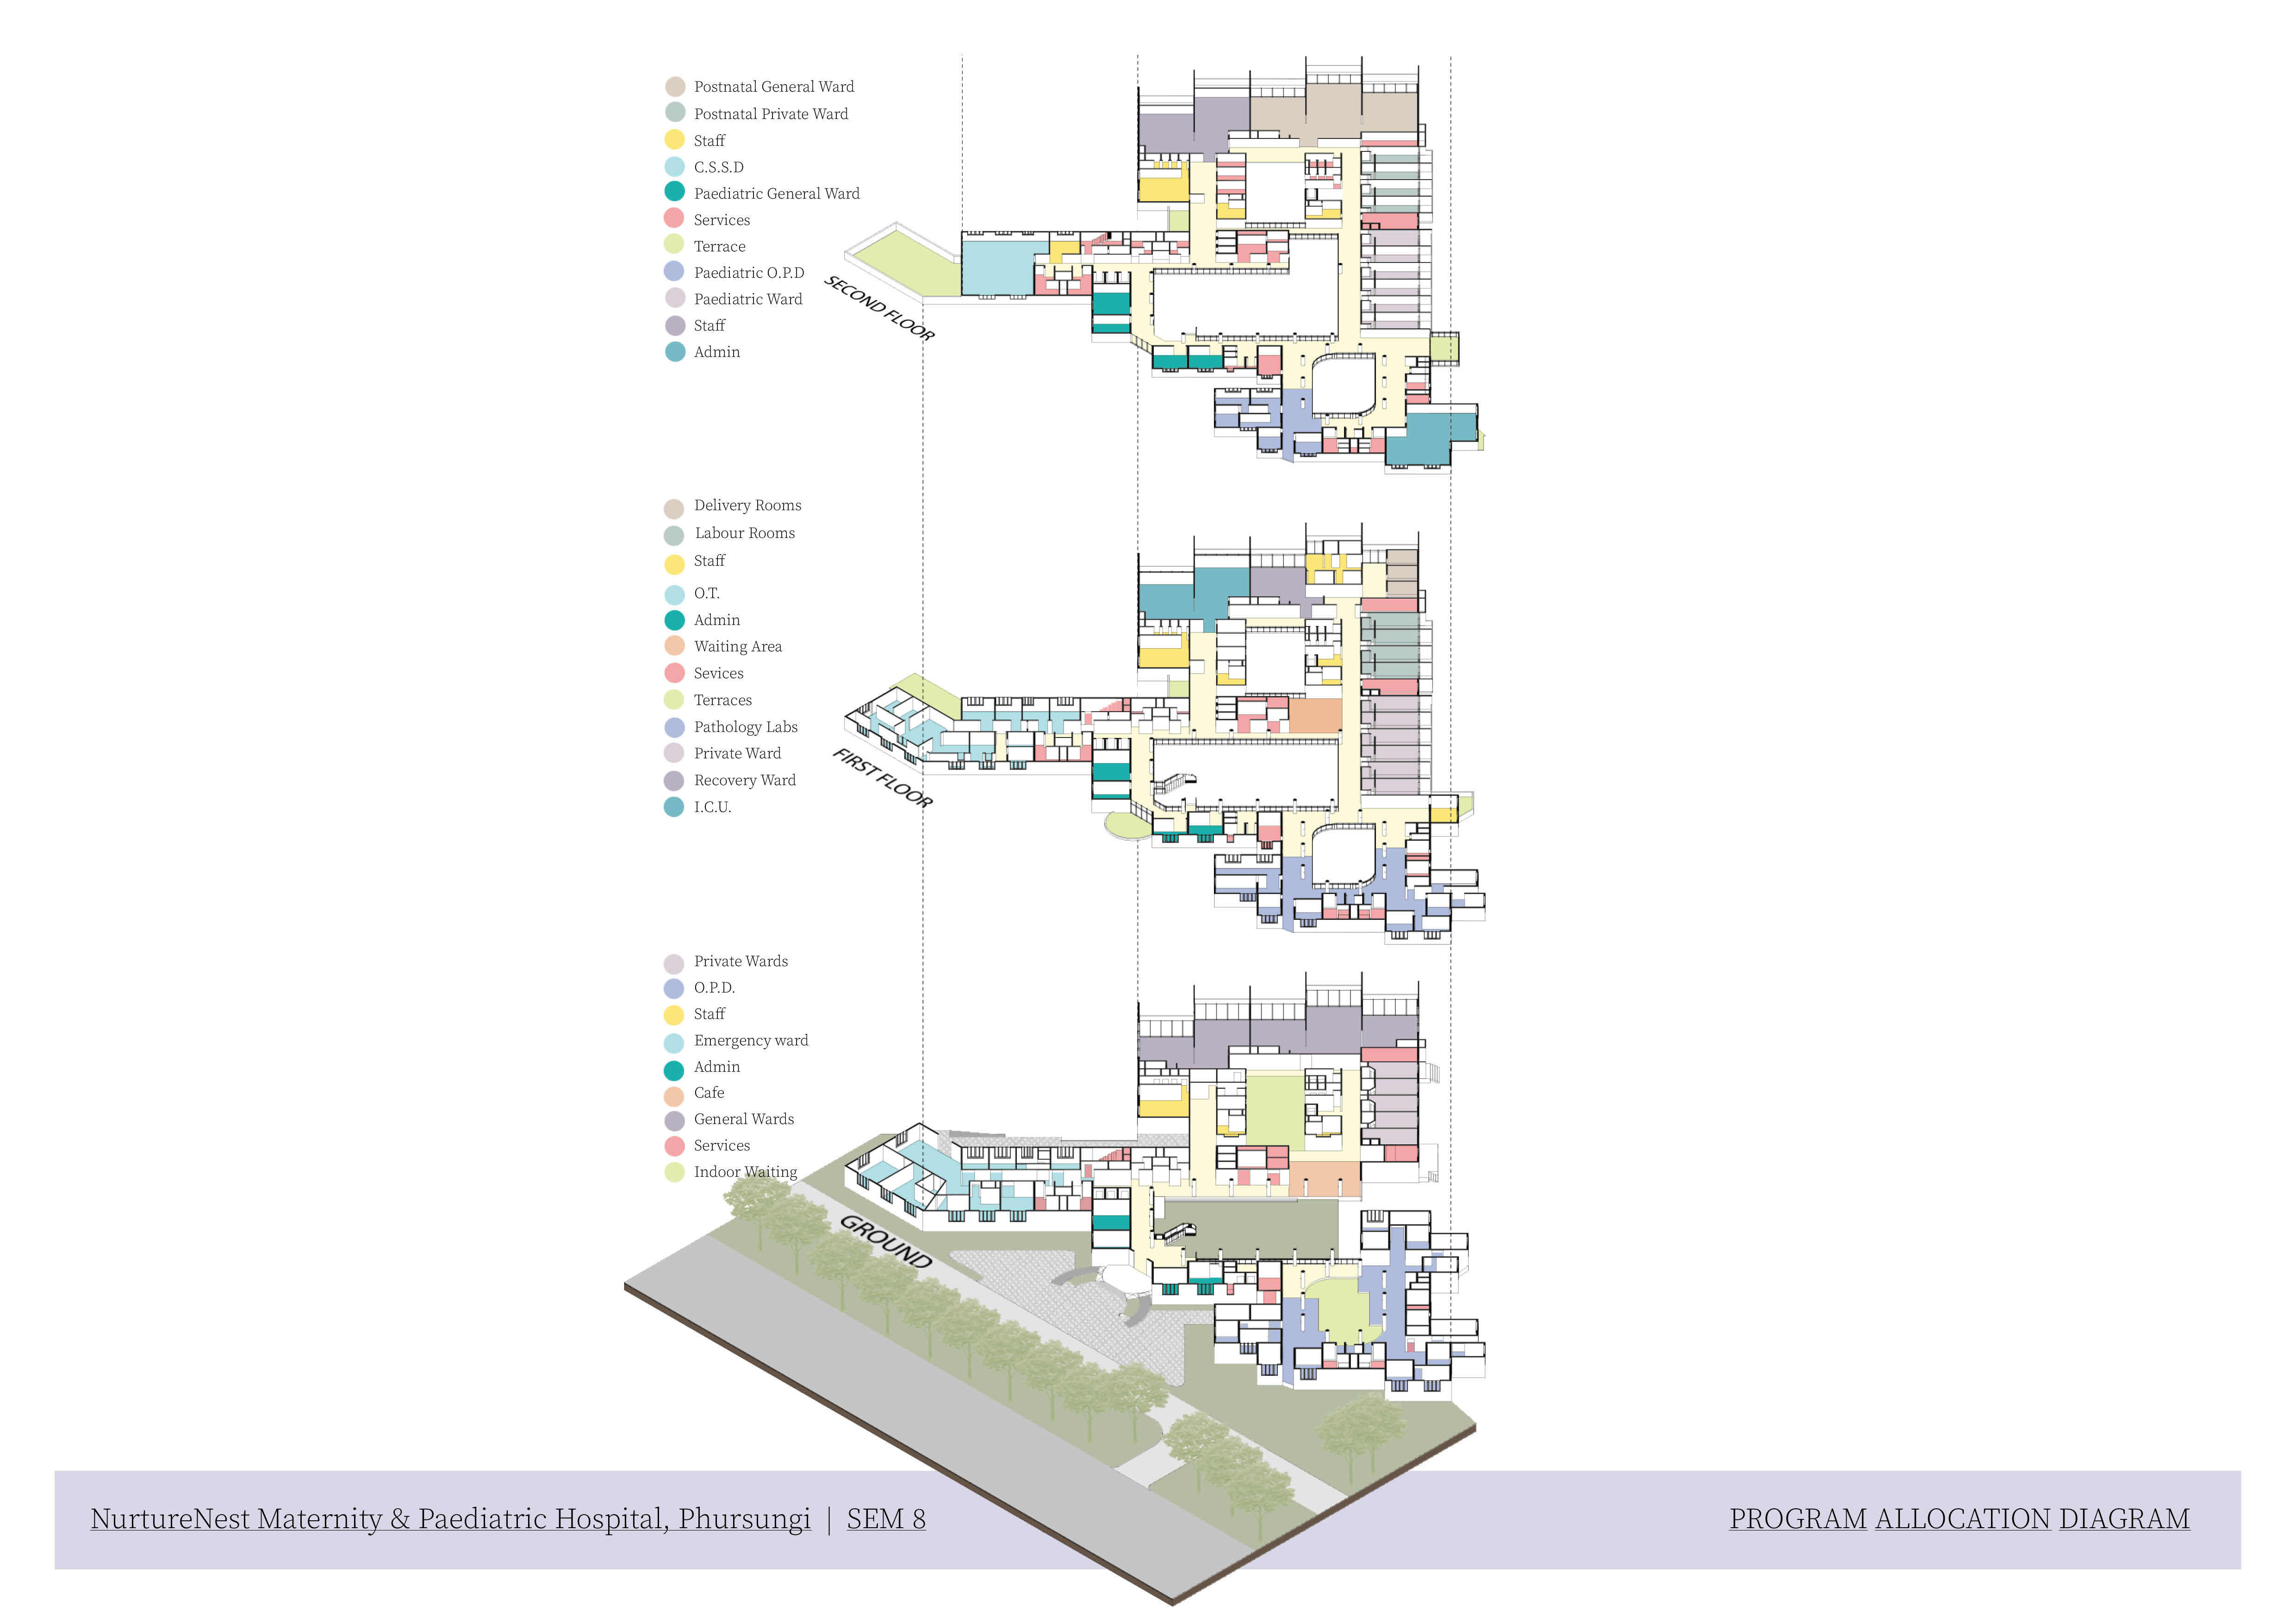 Postnatal General Ward
Postnatal Private Ward
Staff
C.S.S.D
Paediatric General Ward
Services
Terrace
Paediatric O.P.D
Paediatric Ward
Staff
Admin
SECOND FLOOR
Delivery Rooms
Labour Rooms
Staff
O.T.
Admin
Waiting Area
Sevices
Terraces
Pathology Labs
Private Ward
Recovery Ward
I.C.U.
FIRST FLOOR
Private Wards
O.P.D.
Staff
Emergency ward
Admin
Cafe
General Wards
Services
Indoor Waiting
GROUND
NurtureNest Maternity & Paediatric Hospital, Phursungi | SEM 8
PROGRAM ALLOCATION DIAGRAM